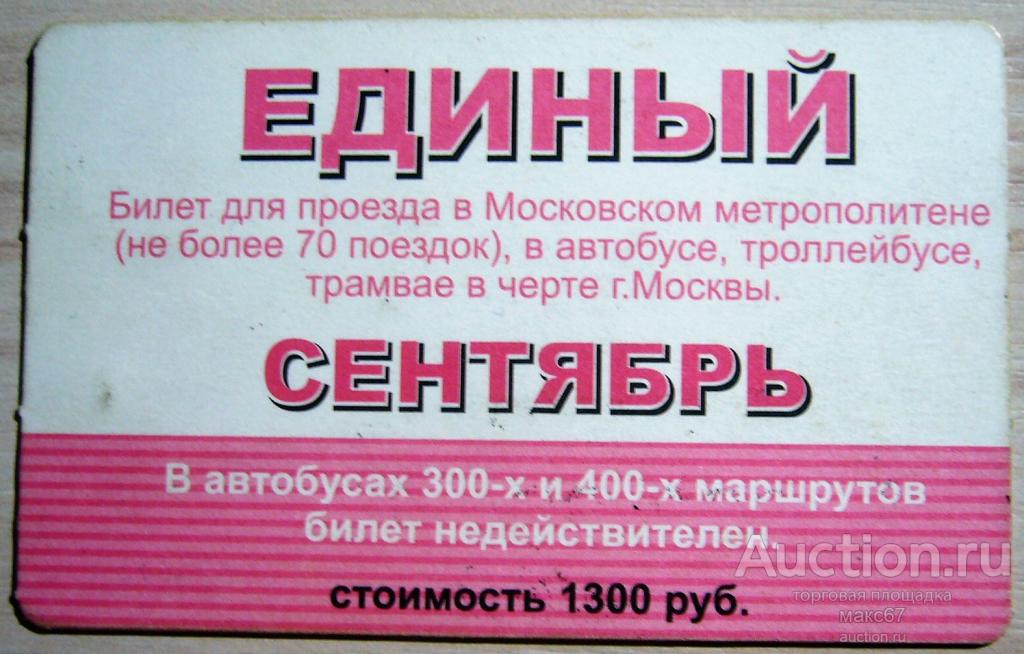 ЕДИНЫЙ
Билет для проезда в Московском метрополитене
(не более 70 поездок), в автобусе, троллейбусе,
трамвае в черте г.Москвы.
СЕНТЯБРЬ
В автобусах 300-х и 400-х маршрутов
билет недействителен.
стоимость 1300 руб.
Auction.ru
торговая площадка
макс67
auction.ru